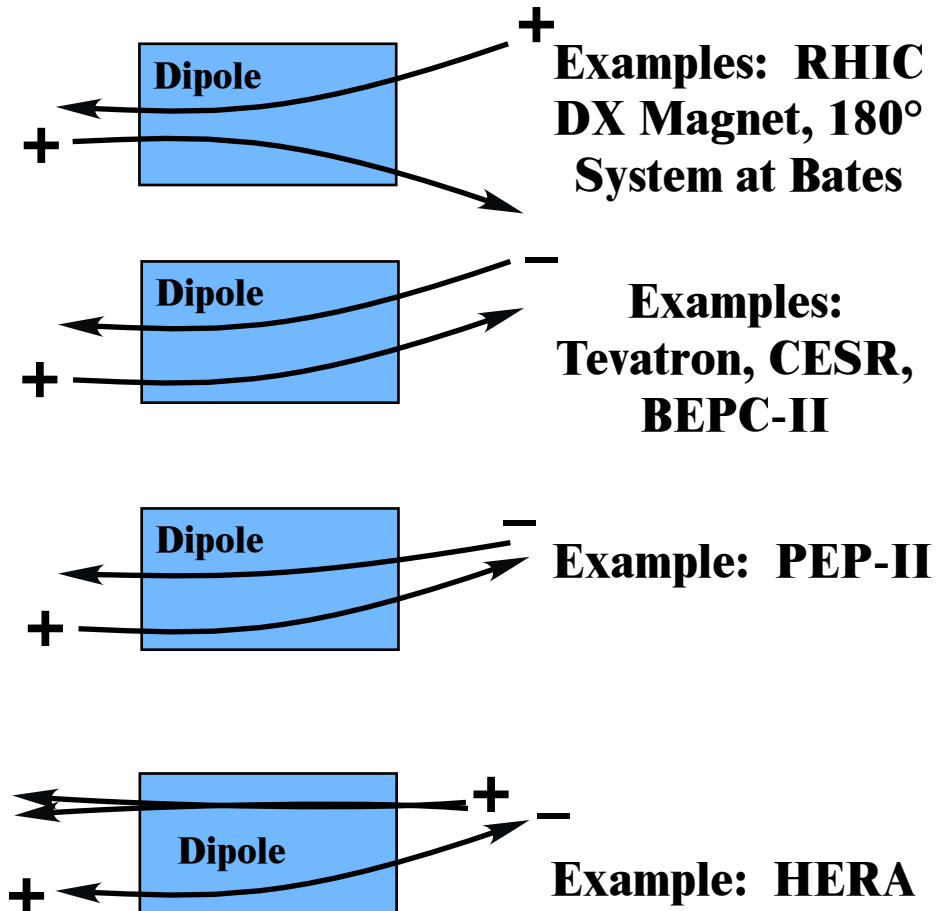 +
Dipole
Examples: RHIC
DX Magnet, 180°
System at Bates
+
−
Dipole
Examples:
Tevatron, CESR,
BEPC-II
+
−
Dipole
Example: PEP-II
+
+
−
Dipole
Example: HERA
+